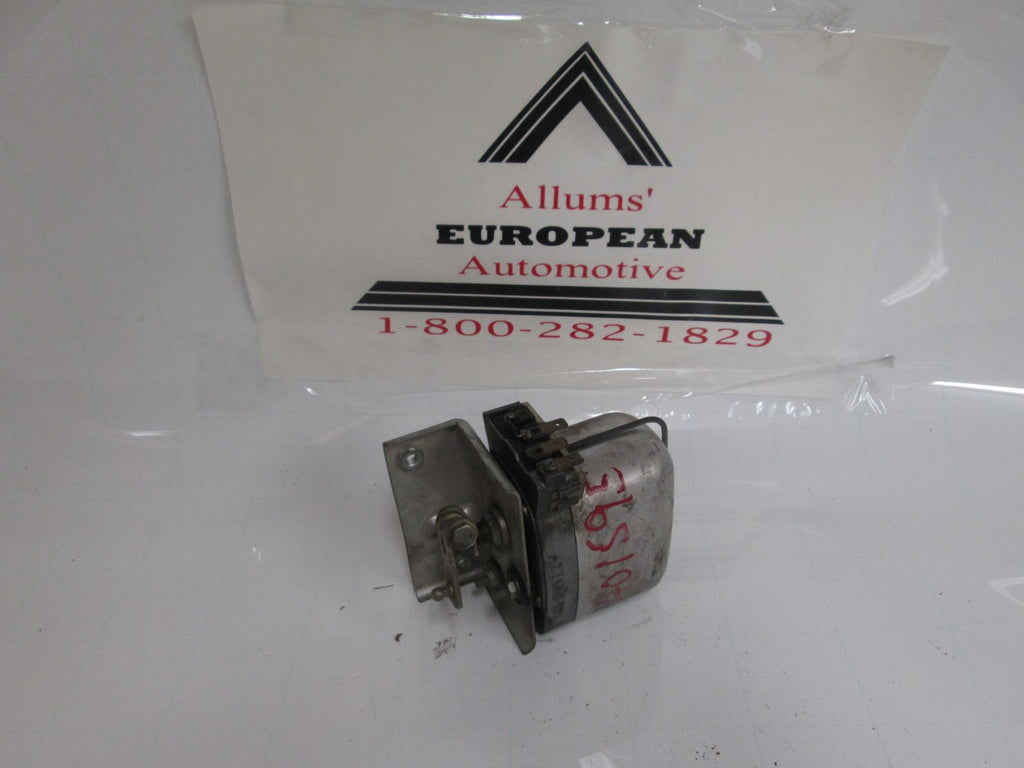 Allums'
EUROPEAN
Automotive
1-800-282-1829